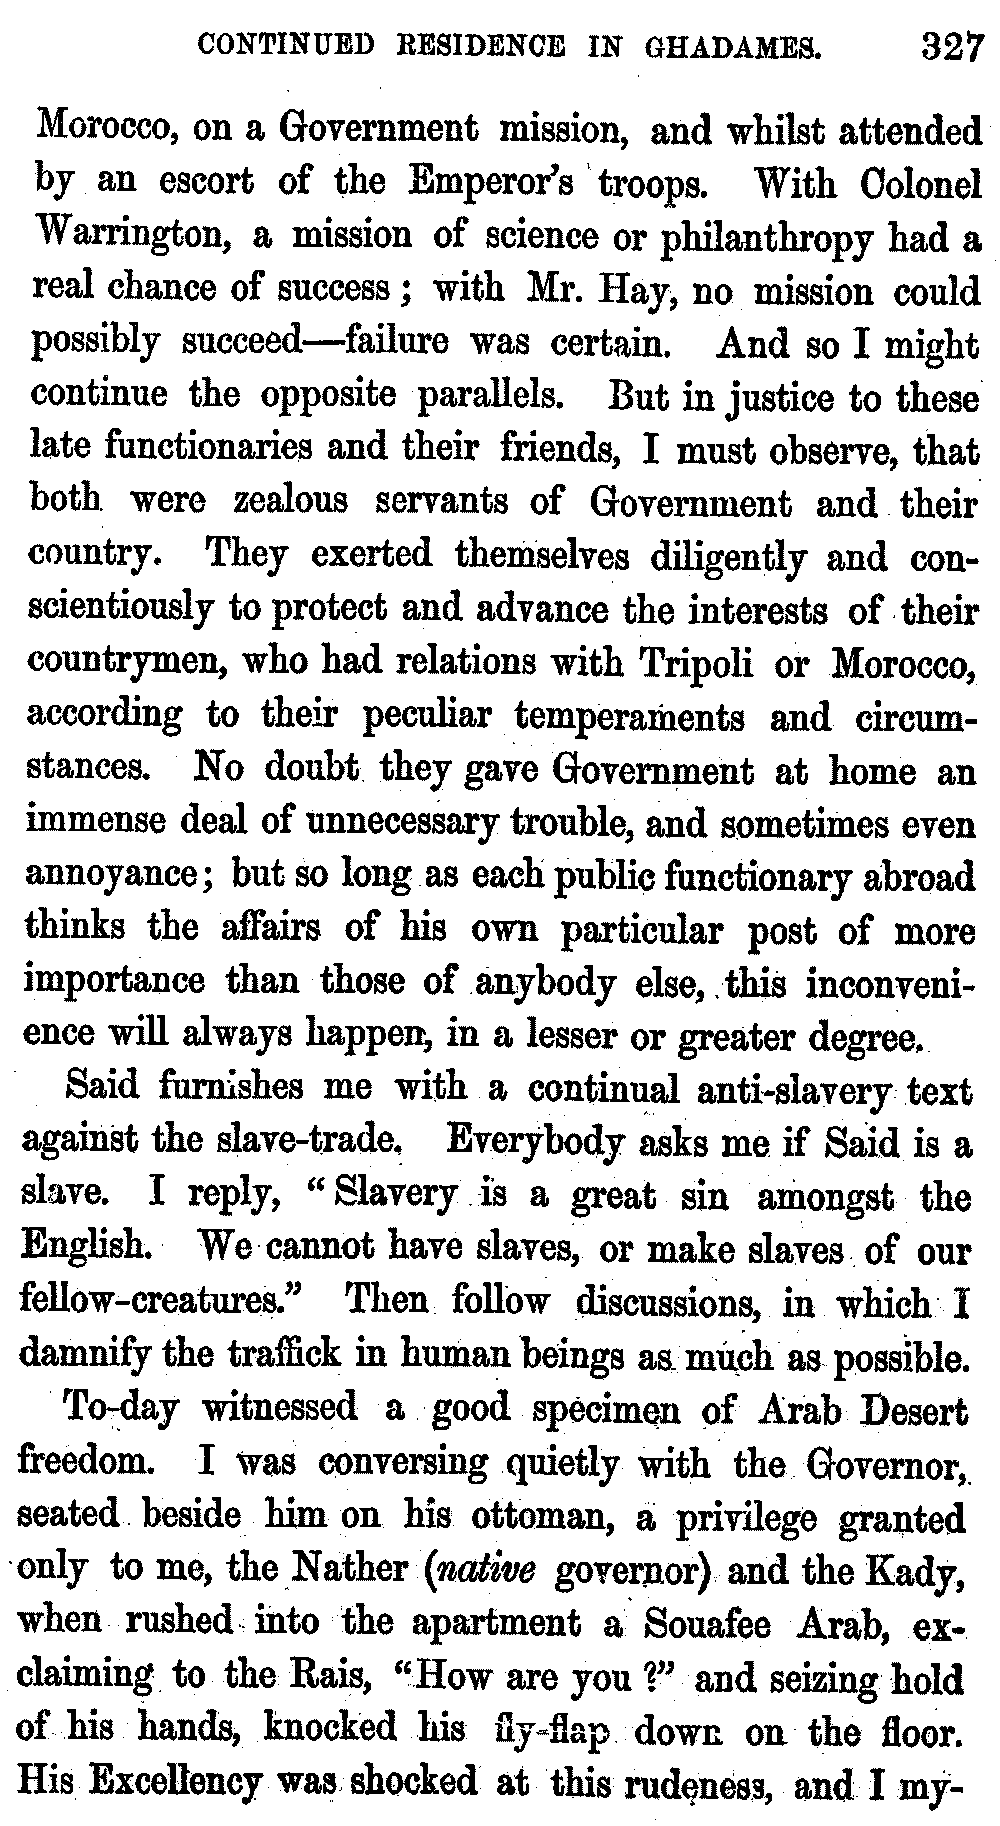 CONTINUED RESIDENCE IN GHADAMES. 327
Morocco, on a Government mission, and whilst attended
by an escort of the Emperor's troops. With Colonel
Warrington, a mission of science or philanthropy had a
real chance of success; with Mr. Hay, no mission could
possibly succeed—failure was certain. And so I might
continue the opposite parallels. But in justice to these
late functionaries and their friends, I must observe, that
both were zealous servants of Government and their
country. They exerted themselves diligently and con-
scientiously to protect and advance the interests of their
countrymen, who had relations with Tripoli or Morocco,
according to their peculiar temperaments and circum-
stances. No doubt they gave Government at home an
immense deal of unnecessary trouble, and sometimes even
annoyance; but so long as each public functionary abroad
thinks the affairs of his own particular post of more
importance than those of anybody else, this inconveni-
ence will always happen, in a lesser or greater degree.
Said furnishes me with a continual anti-slavery text
against the slave-trade. Everybody asks me if Said is a
slave. I reply, "Slavery is a great sin amongst the
English. We cannot have slaves, or make slaves of our
fellow-creatures." Then follow discussions, in which I
damnify the traffick in human beings as much as possible.
To-day witnessed a good specimen of Arab Desert
freedom. I was conversing quietly with the Governor,
seated beside him on his ottoman, a privilege granted
only to me, the Nather (native governor) and the Kady,
when rushed into the apartment a Souafee Arab, ex-
claiming to the Rais, "How are you?" and seizing hold
of his hands, knocked his fly-flap down on the floor.
His Excellency was shocked at this rudeness, and I my-